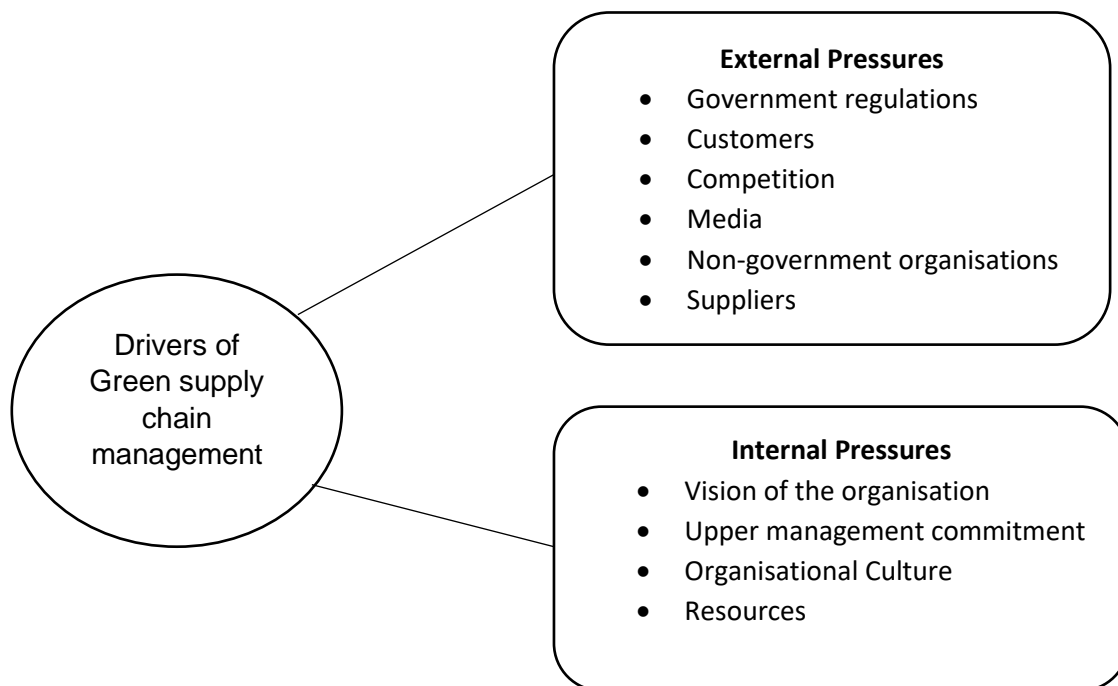 External Pressures
• Government regulations
• Customers
• Competition
• Media
• Non-government organisations
• Suppliers
Drivers of
Green supply
chain
management
Internal Pressures
• Vision of the organisation
• Upper management commitment
• Organisational Culture
• Resources